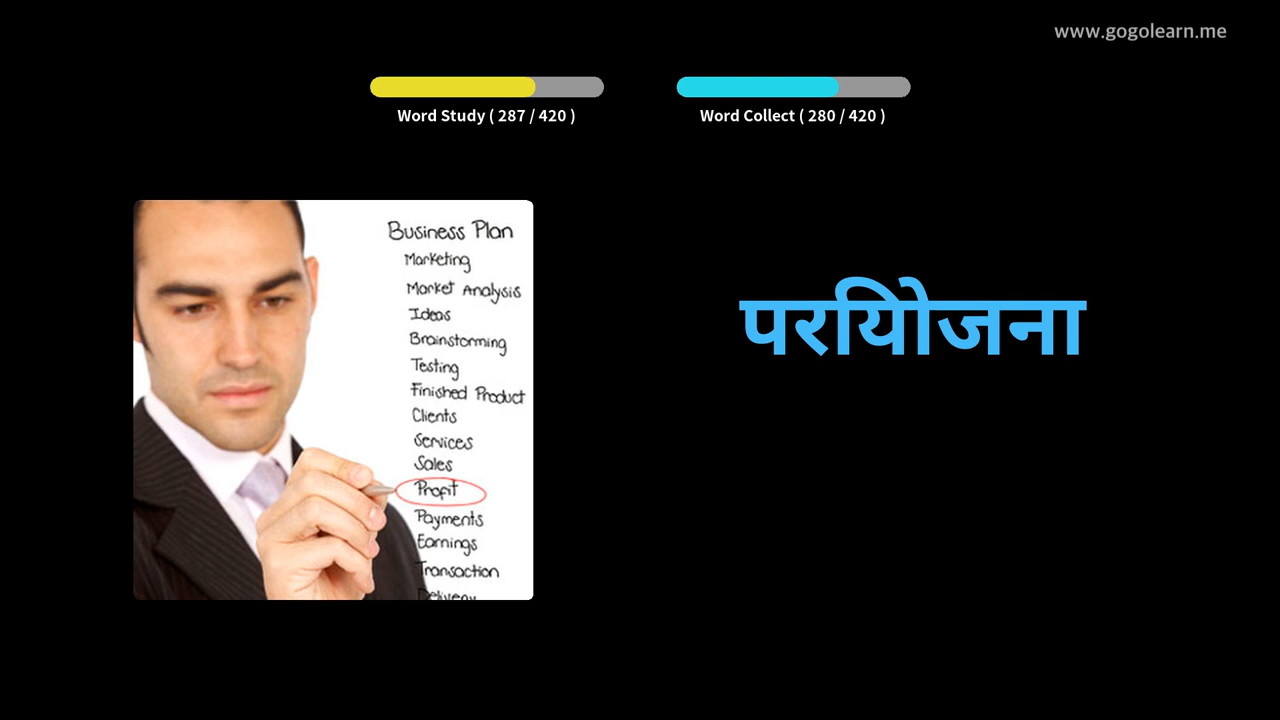 www.gogolearn.me
Word Study ( 287 / 420 )
Word Collect ( 280 / 420 )
Business Plan
Marketing
Market Analysis
Ideas
Brainstorming
Testing
Finished Product
Clients
Services
Sales
Profit
Payments
Earnings
Transaction
Delivery
परियोजना